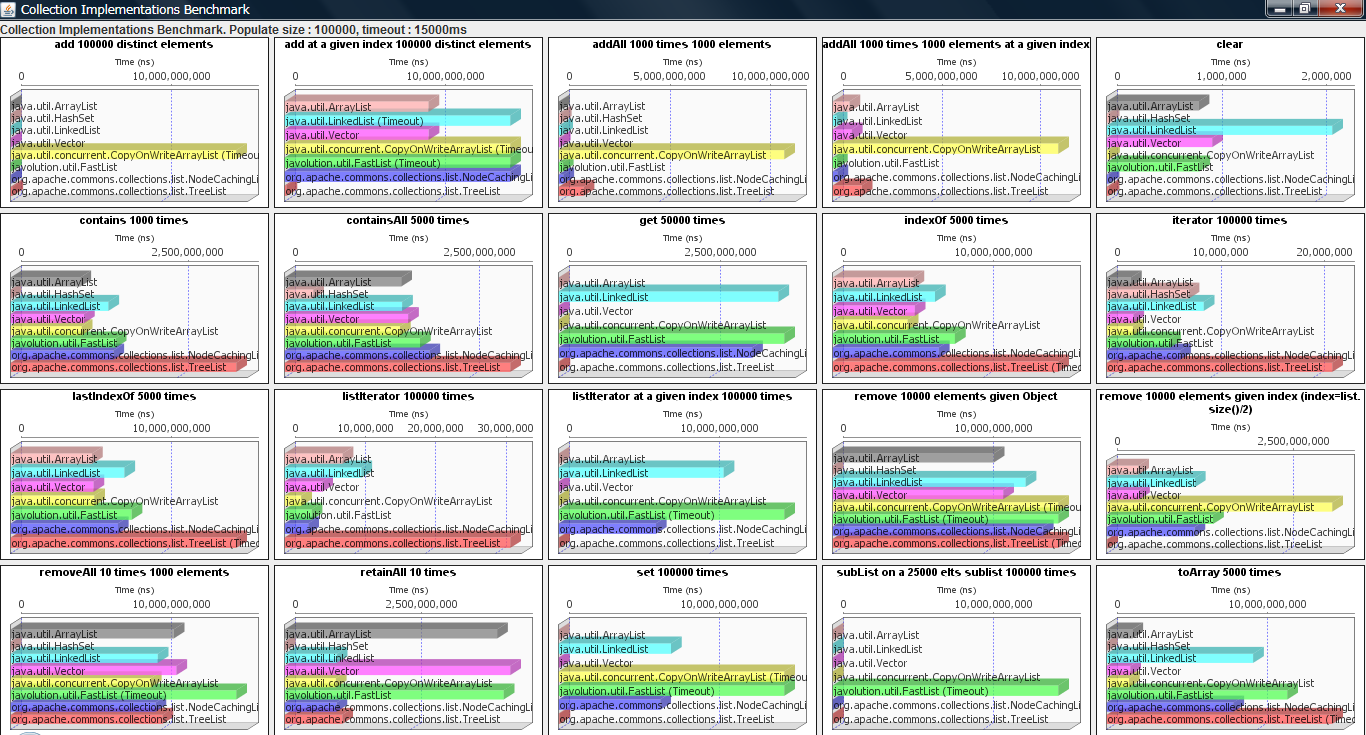 Collection Implementations Benchmark
Collection Implementations Benchmark. Populate size : 100000, timeout : 15000ms
add 100000 distinct elements
Time (ns)
0 10,000,000,000
java.util.ArrayList
java.util.HashSet
java.util.LinkedList
java.util.Vector
java.util.concurrent.CopyOnWriteArrayList (Timeou
javolution.util.FastList
org.apache.commons.collections.list.NodeCachingLi
org.apache.commons.collections.list.TreeList
add at a given index 100000 distinct elements
Time (ns)
0 10,000,000,000
java.util.ArrayList
java.util.LinkedList (Timeout)
java.util.Vector
java.util.concurrent.CopyOnWriteArrayList (Timeou
javolution.util.FastList (Timeout)
org.apache.commons.collections.list.NodeCachingLi
org.apache.commons.collections.list.TreeList
addAll 1000 times 1000 elements
Time (ns)
0 5,000,000,000 10,000,000,000
java.util.ArrayList
java.util.HashSet
java.util.LinkedList
java.util.Vector
java.util.concurrent.CopyOnWriteArrayList
javolution.util.FastList
org.apache.commons.collections.list.NodeCachingLi
org.apache.commons.collections.list.TreeList
addAll 1000 times 1000 elements at a given index
Time (ns)
0 5,000,000,000 10,000,000,000
java.util.ArrayList
java.util.LinkedList
java.util.Vector
java.util.concurrent.CopyOnWriteArrayList
javolution.util.FastList
org.apache.commons.collections.list.NodeCachingLi
org.apache.commons.collections.list.TreeList
clear
Time (ns)
0 1,000,000 2,000,000
java.util.ArrayList
java.util.HashSet
java.util.LinkedList
java.util.Vector
java.util.concurrent.CopyOnWriteArrayList
javolution.util.FastList
org.apache.commons.collections.list.NodeCachingLi
org.apache.commons.collections.list.TreeList
contains 1000 times
Time (ns)
0 2,500,000,000
java.util.ArrayList
java.util.HashSet
java.util.LinkedList
java.util.Vector
java.util.concurrent.CopyOnWriteArrayList
javolution.util.FastList
org.apache.commons.collections.list.NodeCachingLi
org.apache.commons.collections.list.TreeList
containsAll 5000 times
Time (ns)
0 2,500,000,000
java.util.ArrayList
java.util.HashSet
java.util.LinkedList
java.util.Vector
java.util.concurrent.CopyOnWriteArrayList
javolution.util.FastList
org.apache.commons.collections.list.NodeCachingLi
org.apache.commons.collections.list.TreeList
get 50000 times
Time (ns)
0 2,500,000,000
java.util.ArrayList
java.util.LinkedList
java.util.Vector
java.util.concurrent.CopyOnWriteArrayList
javolution.util.FastList
org.apache.commons.collections.list.NodeCachingLi
org.apache.commons.collections.list.TreeList
indexOf 5000 times
Time (ns)
0 10,000,000,000
java.util.ArrayList
java.util.LinkedList
java.util.Vector
java.util.concurrent.CopyOnWriteArrayList
javolution.util.FastList
org.apache.commons.collections.list.NodeCachingLi
org.apache.commons.collections.list.TreeList (Timec
iterator 100000 times
Time (ns)
0 10,000,000 20,000,000
java.util.ArrayList
java.util.HashSet
java.util.LinkedList
java.util.Vector
java.util.concurrent.CopyOnWriteArrayList
javolution.util.FastList
org.apache.commons.collections.list.NodeCachingLi
org.apache.commons.collections.list.TreeList
lastIndexOf 5000 times
Time (ns)
0 10,000,000,000
java.util.ArrayList
java.util.LinkedList
java.util.Vector
java.util.concurrent.CopyOnWriteArrayList
javolution.util.FastList
org.apache.commons.collections.list.NodeCachingLi
org.apache.commons.collections.list.TreeList (Timec
listIterator 100000 times
Time (ns)
0 10,000,000 20,000,000 30,000,000
java.util.ArrayList
java.util.LinkedList
java.util.Vector
java.util.concurrent.CopyOnWriteArrayList
javolution.util.FastList
org.apache.commons.collections.list.NodeCachingLi
org.apache.commons.collections.list.TreeList
listIterator at a given index 100000 times
Time (ns)
0 10,000,000,000
java.util.ArrayList
java.util.LinkedList
java.util.Vector
java.util.concurrent.CopyOnWriteArrayList
javolution.util.FastList (Timeout)
org.apache.commons.collections.list.NodeCachingLi
org.apache.commons.collections.list.TreeList
remove 10000 elements given Object
Time (ns)
0 10,000,000,000
java.util.ArrayList
java.util.HashSet
java.util.LinkedList
java.util.Vector
java.util.concurrent.CopyOnWriteArrayList (Timeou
javolution.util.FastList (Timeout)
org.apache.commons.collections.list.NodeCachingLi
org.apache.commons.collections.list.TreeList (Timec
remove 10000 elements given index (index=list.
size()/2)
Time (ns)
0 2,500,000,000
java.util.ArrayList
java.util.LinkedList
java.util.Vector
java.util.concurrent.CopyOnWriteArrayList
javolution.util.FastList
org.apache.commons.collections.list.NodeCachingLi
org.apache.commons.collections.list.TreeList
removeAll 10 times 1000 elements
Time (ns)
0 10,000,000,000
java.util.ArrayList
java.util.HashSet
java.util.LinkedList
java.util.Vector
java.util.concurrent.CopyOnWriteArrayList
javolution.util.FastList (Timeout)
org.apache.commons.collections.list.NodeCachingLi
org.apache.commons.collections.list.TreeList
retainAll 10 times
Time (ns)
0 2,500,000,000
java.util.ArrayList
java.util.HashSet
java.util.LinkedList
java.util.Vector
java.util.concurrent.CopyOnWriteArrayList
javolution.util.FastList
org.apache.commons.collections.list.NodeCachingLi
org.apache.commons.collections.list.TreeList
set 100000 times
Time (ns)
0 10,000,000,000
java.util.ArrayList
java.util.LinkedList
java.util.Vector
java.util.concurrent.CopyOnWriteArrayList (Timeou
javolution.util.FastList (Timeout)
org.apache.commons.collections.list.NodeCachingLi
org.apache.commons.collections.list.TreeList
subList on a 25000 elts sublist 100000 times
Time (ns)
0 10,000,000,000
java.util.ArrayList
java.util.LinkedList
java.util.Vector
java.util.concurrent.CopyOnWriteArrayList
javolution.util.FastList (Timeout)
org.apache.commons.collections.list.NodeCachingLi
org.apache.commons.collections.list.TreeList
toArray 5000 times
Time (ns)
0 10,000,000,000
java.util.ArrayList
java.util.HashSet
java.util.LinkedList
java.util.Vector
java.util.concurrent.CopyOnWriteArrayList
javolution.util.FastList
org.apache.commons.collections.list.NodeCachingLi
org.apache.commons.collections.list.TreeList (Timec